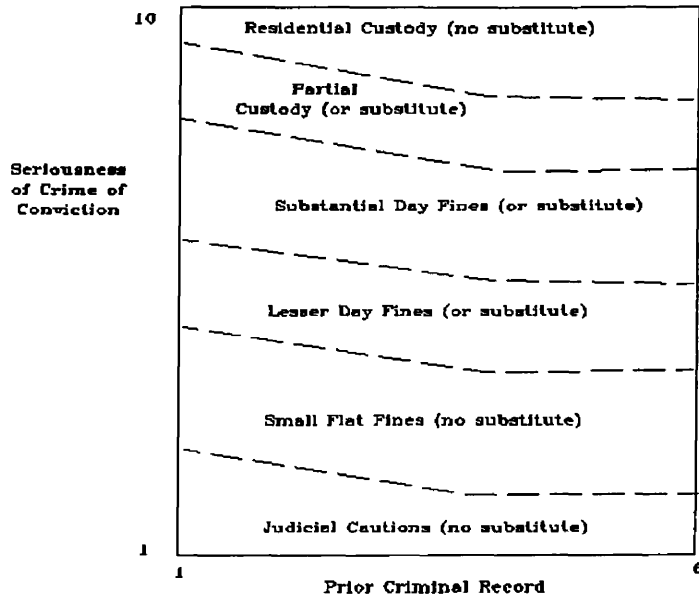 10
Residential Custody (no substitute)
Partial
Custody (or substitute)
Seriousness
of Crime of
Conviction
Substantial Day Fines (or substitute)
Lesser Day Fines (or substitute)
Small Flat Fines (no substitute)
Judicial Cautions (no substitute)
1
1
6
Prior Criminal Record